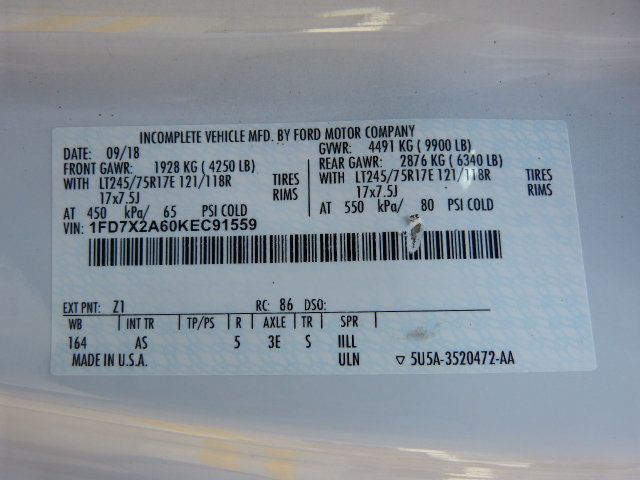 INCOMPLETE VEHICLE MFD. BY FORD MOTOR COMPANY
DATE: 09/18 GVWR: 4491 KG ( 9900 LB)
FRONT GAWR: 1928 KG ( 4250 LB) REAR GAWR: 2876 KG ( 6340 LB)
WITH LT245/75R17E 121/118R TIRES WITH LT245/75R17E 121/118R TIRES
17x7.5J RIMS 17x7.5J RIMS
AT 450 kPa/ 65 PSI COLD AT 550 kPa/ 80 PSI COLD
VIN: 1FD7X2A60KEC91559
EXT PNT: Z1 RC: 86 DSO:
WB INT TR TP/PS R AXLE TR SPR
164 AS 5 3E S IILL
MADE IN U.S.A. ULN ▽ 5U5A-3520472-AA